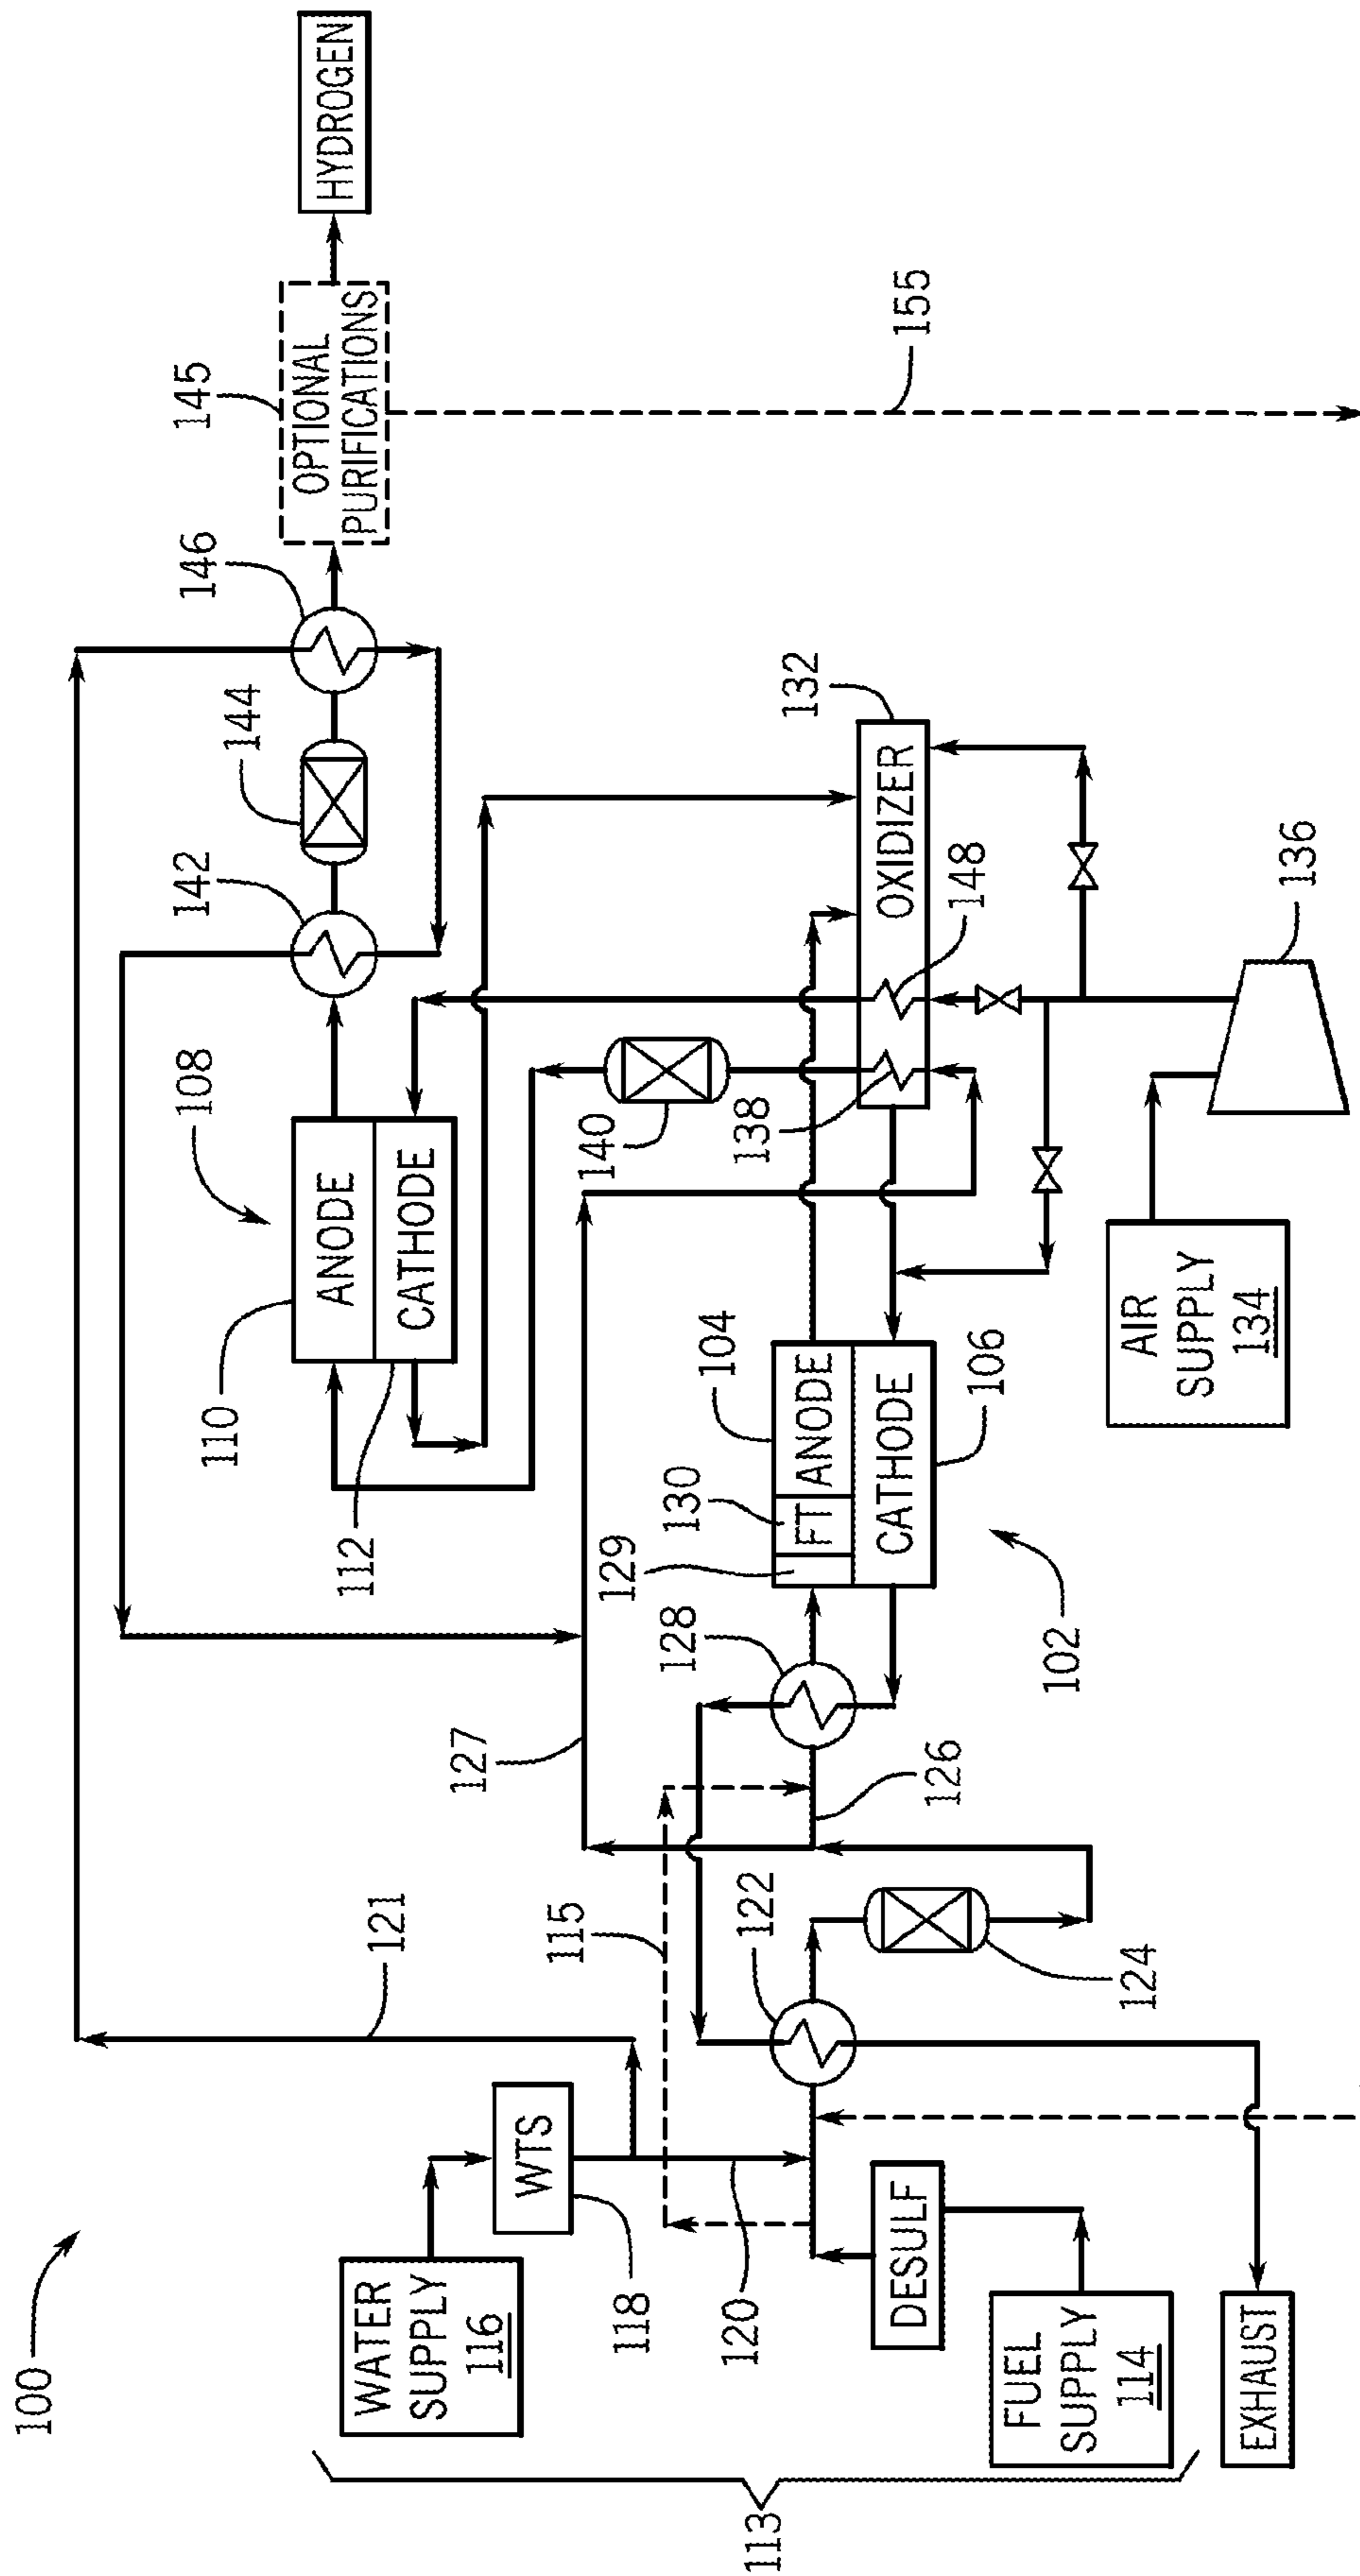 100
113
WATER
SUPPLY
116
WTS
118
120
121
115
DESULF
FUEL
SUPPLY
114
EXHAUST
122
124
126
127
128
129
130
FT
ANODE
104
CATHODE
106
102
108
110
ANODE
CATHODE
112
142
144
146
145
OPTIONAL
PURIFICATIONS
HYDROGEN
155
140
138
148
OXIDIZER
132
AIR
SUPPLY
134
136